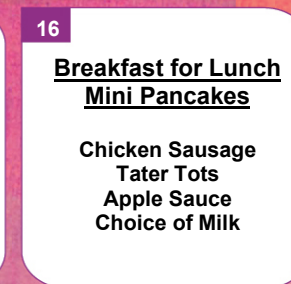 16
Breakfast for Lunch
Mini Pancakes
Chicken Sausage
Tater Tots
Apple Sauce
Choice of Milk